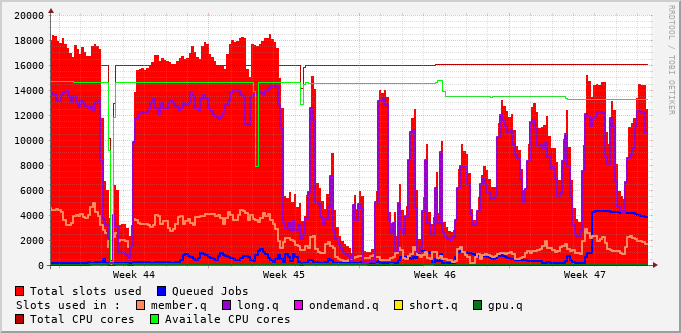 20000
18000
16000
14000
12000
10000
8000
6000
4000
2000
0
Week 44 Week 45 Week 46 Week 47
Total slots used Queued Jobs
Slots used in : member.q long.q ondemand.q short.q gpu.q
Total CPU cores Availale CPU cores
RRDTOOL / TOBI OETIKER